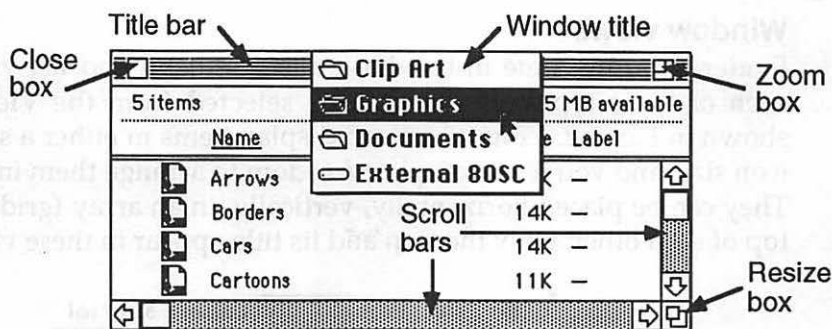 Title bar
Window title
Close box
Clip Art
Zoom box
5 items
Graphics
5 MB available
Name
Documents
e Label
External 80SC
Arrows K —
Borders 14K —
Cars 14K —
Cartoons 11K —
Scroll bars
Resize box